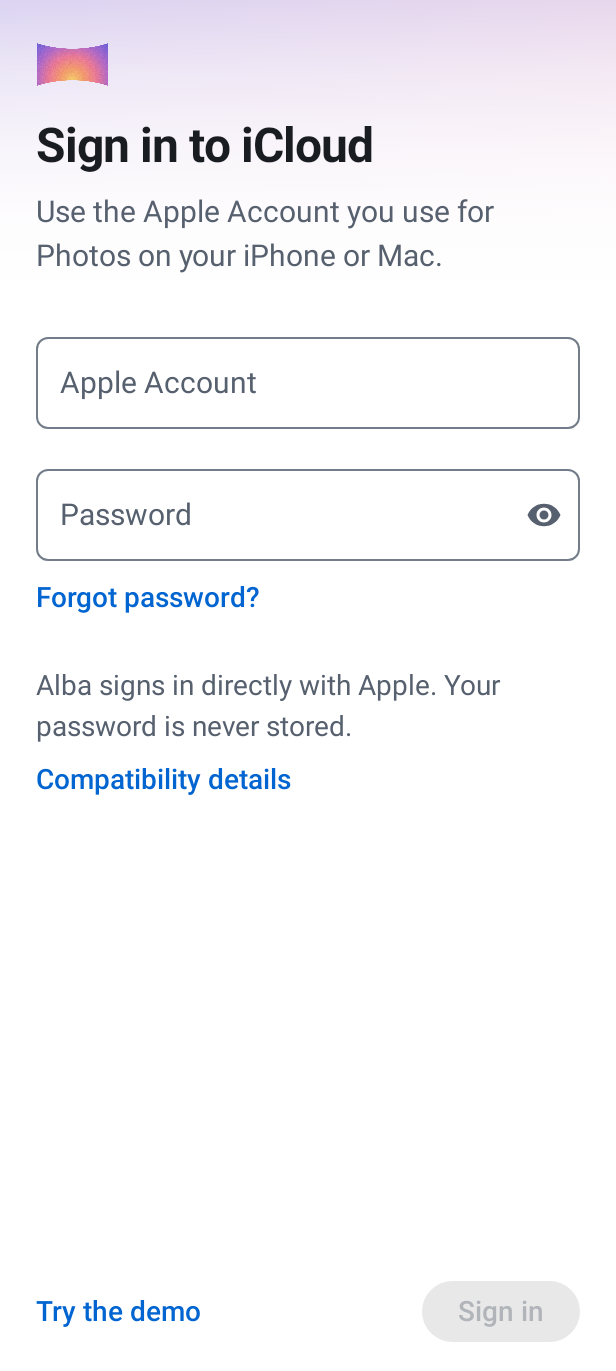 Sign in to iCloud
Use the Apple Account you use for
Photos on your iPhone or Mac.
Apple Account
Password
Forgot password?
Alba signs in directly with Apple. Your
password is never stored.
Compatibility details
Try the demo
Sign in